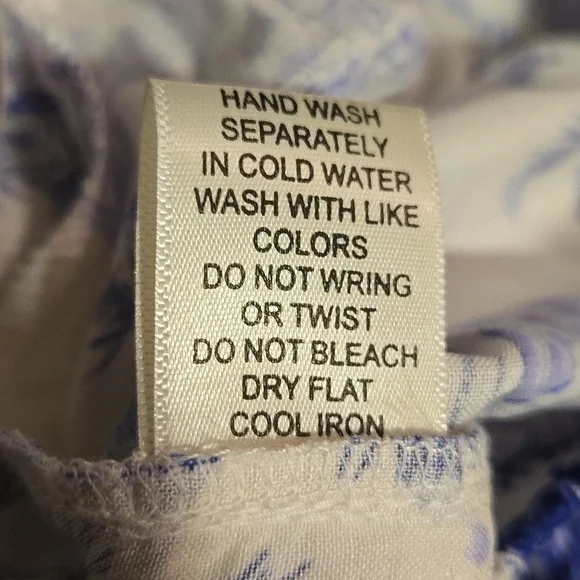 HAND WASH
SEPARATELY
IN COLD WATER
WASH WITH LIKE
COLORS
DO NOT WRING
OR TWIST
DO NOT BLEACH
DRY FLAT
COOL IRON